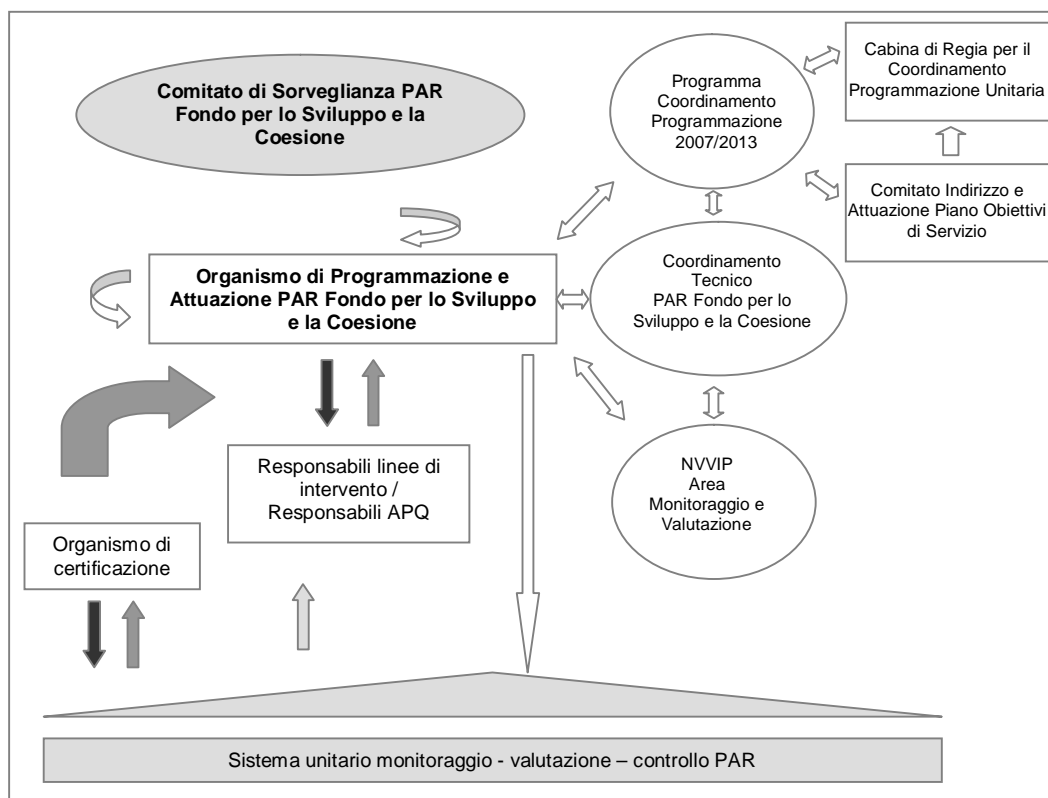 Comitato di Sorveglianza PAR
Fondo per lo Sviluppo e la
Coesione
Programma
Coordinamento
Programmazione
2007/2013
Cabina di Regia per il
Coordinamento
Programmazione Unitaria
Comitato Indirizzo e
Attuazione Piano Obiettivi
di Servizio
Organismo di Programmazione e
Attuazione PAR Fondo per lo Sviluppo
e la Coesione
Coordinamento
Tecnico
PAR Fondo per lo
Sviluppo e la Coesione
Responsabili linee di
intervento /
Responsabili APQ
NVVIP
Area
Monitoraggio e
Valutazione
Organismo di
certificazione
Sistema unitario monitoraggio - valutazione – controllo PAR